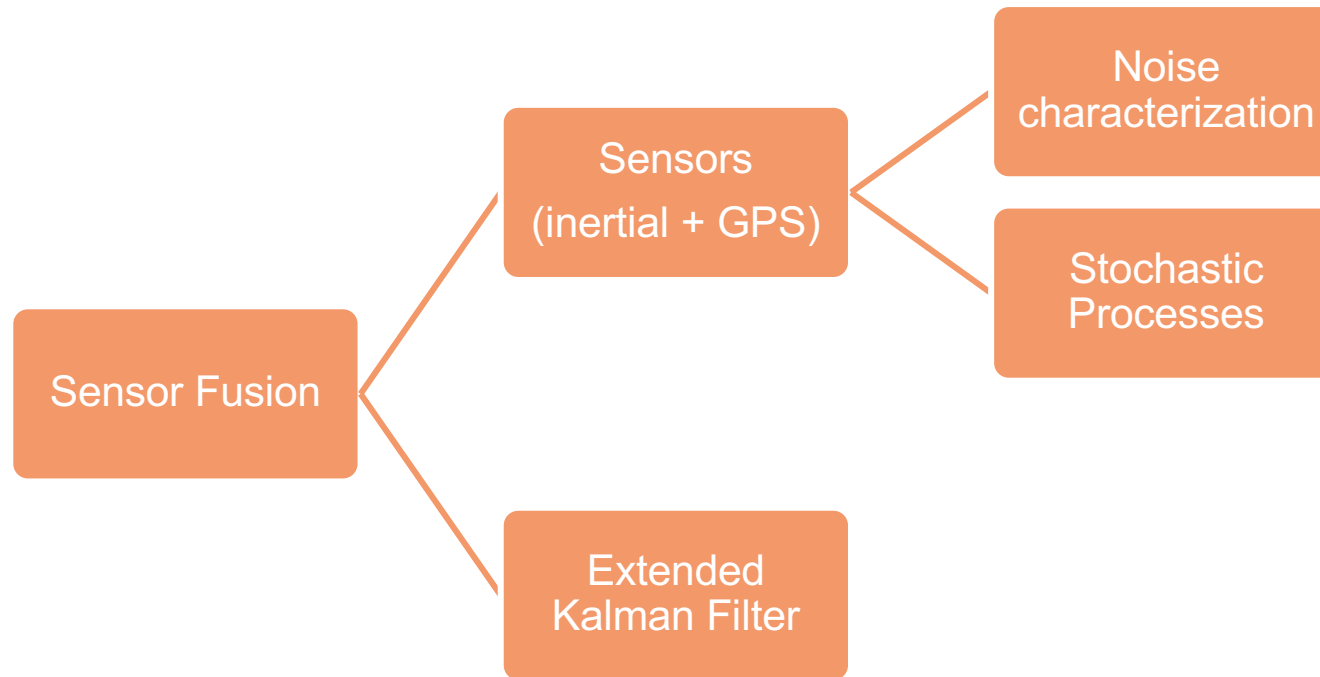 Noise
characterization
Sensors
(inertial + GPS)
Stochastic
Processes
Sensor Fusion
Extended
Kalman Filter